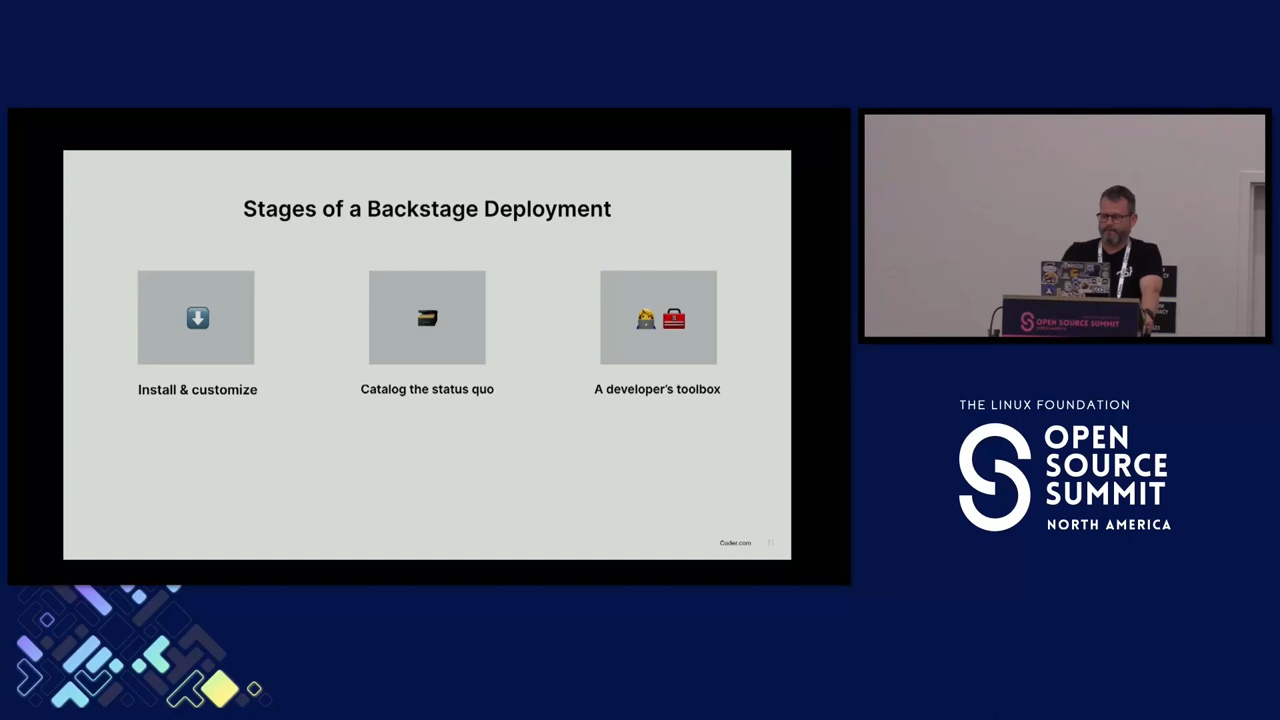 Stages of a Backstage Deployment
Install & customize
Catalog the status quo
A developer's toolbox
Coder.com
OPEN SOURCE SUMMIT
THE LINUX FOUNDATION
OPEN
SOURCE
SUMMIT
NORTH AMERICA